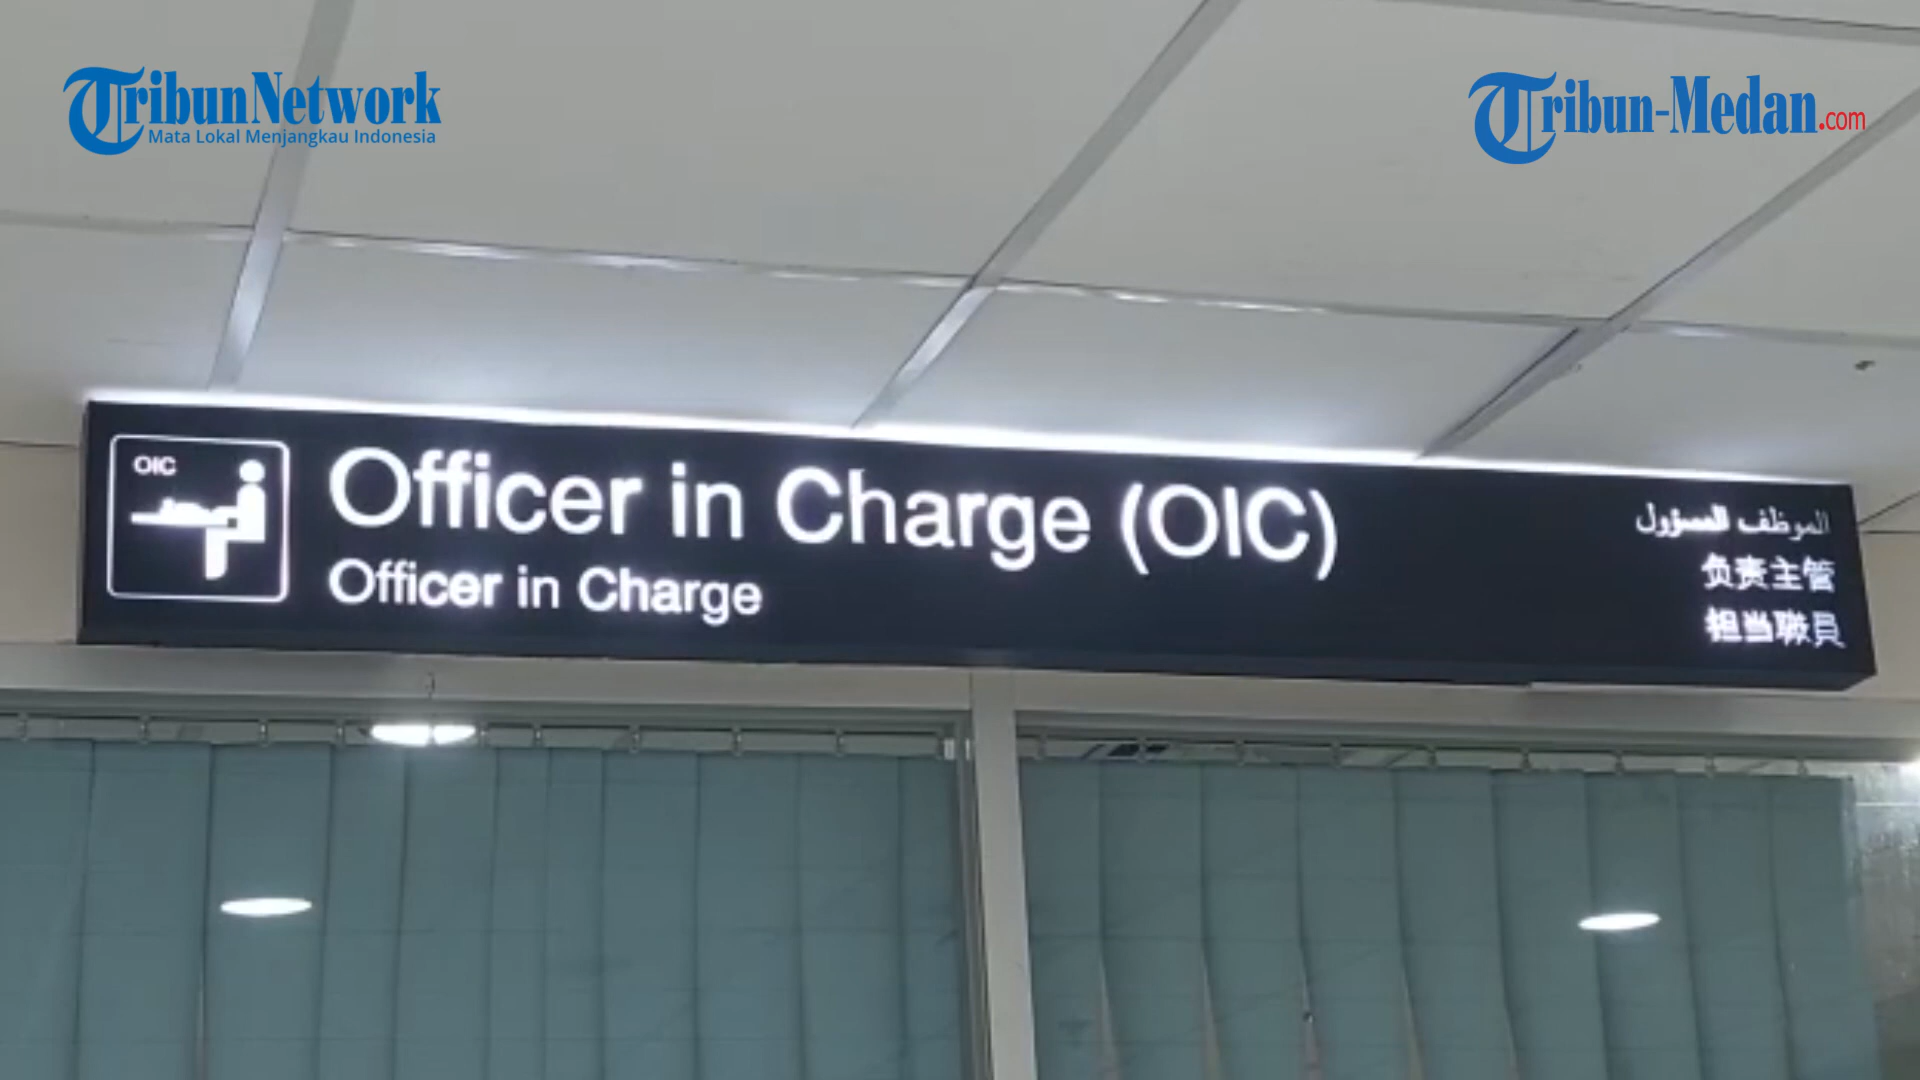 TribunNetwork
Mata Lokal Menjangkau Indonesia
Tribun-Medan.com
OIC
Officer in Charge (OIC)
Officer in Charge
الموظف المسؤول
负责主管
担当職員